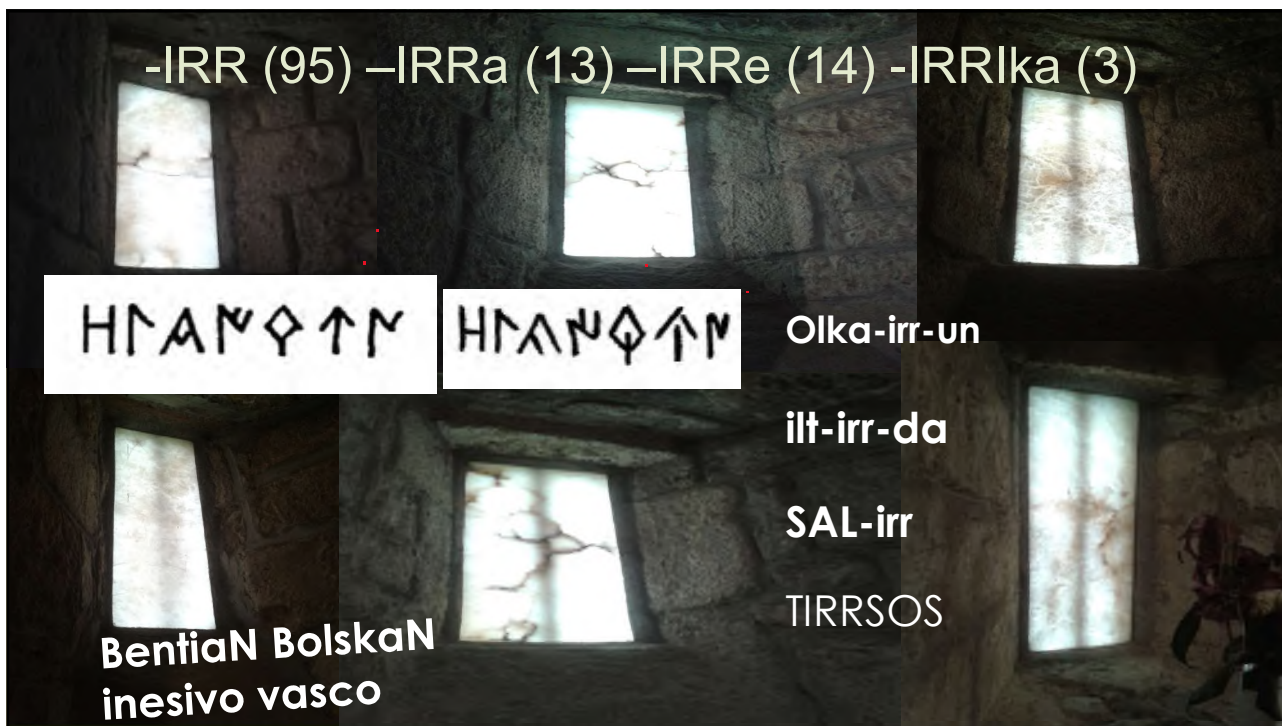 -IRR (95) –IRRa (13) –IRRe (14) -IRRIka (3)
Olka-irr-un
ilt-irr-da
SAL-irr
TIRRSOS
BentiaN BolskaN
inesivo vasco